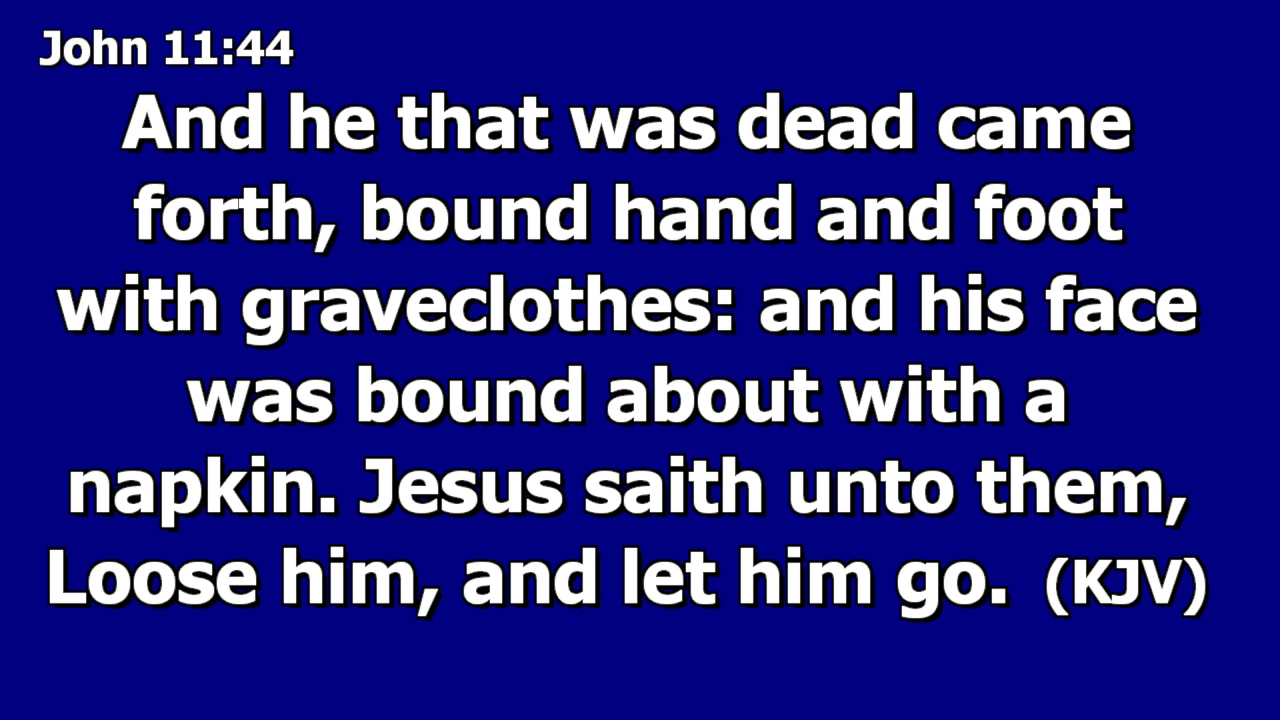 John 11:44
And he that was dead came
forth, bound hand and foot
with graveclothes: and his face
was bound about with a
napkin. Jesus saith unto them,
Loose him, and let him go. (KJV)